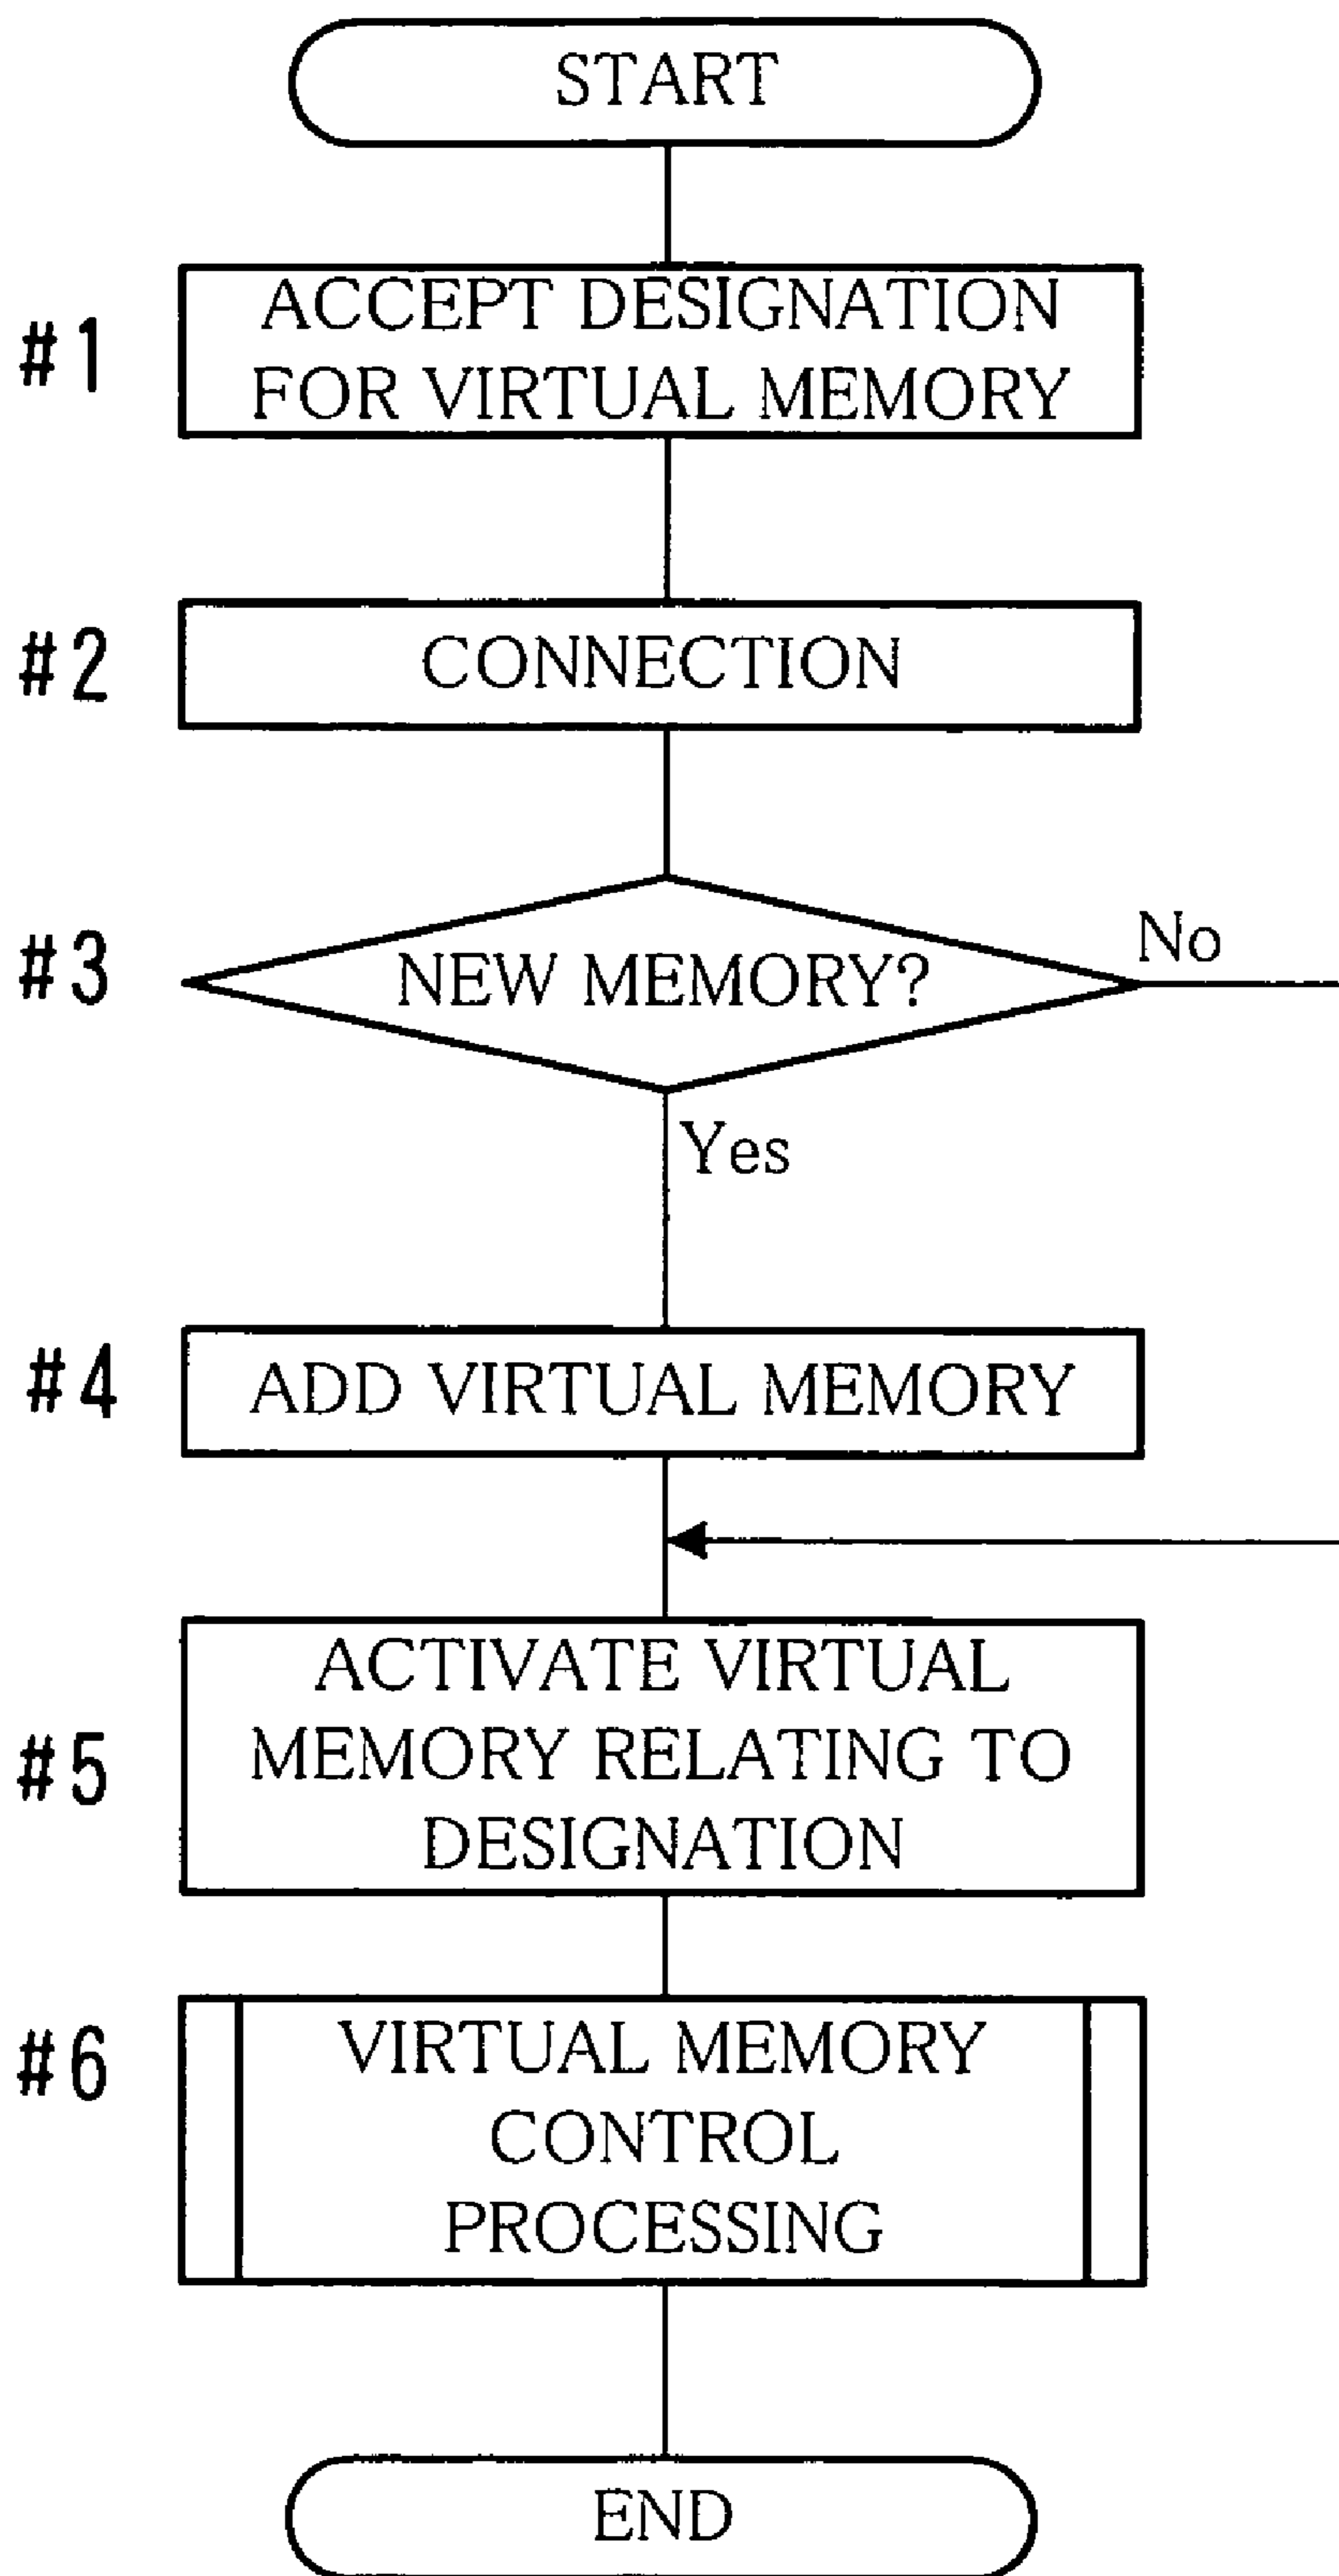 START
#1
ACCEPT DESIGNATION
FOR VIRTUAL MEMORY
#2
CONNECTION
#3
NEW MEMORY?
No
Yes
#4
ADD VIRTUAL MEMORY
#5
ACTIVATE VIRTUAL
MEMORY RELATING TO
DESIGNATION
#6
VIRTUAL MEMORY
CONTROL
PROCESSING
END